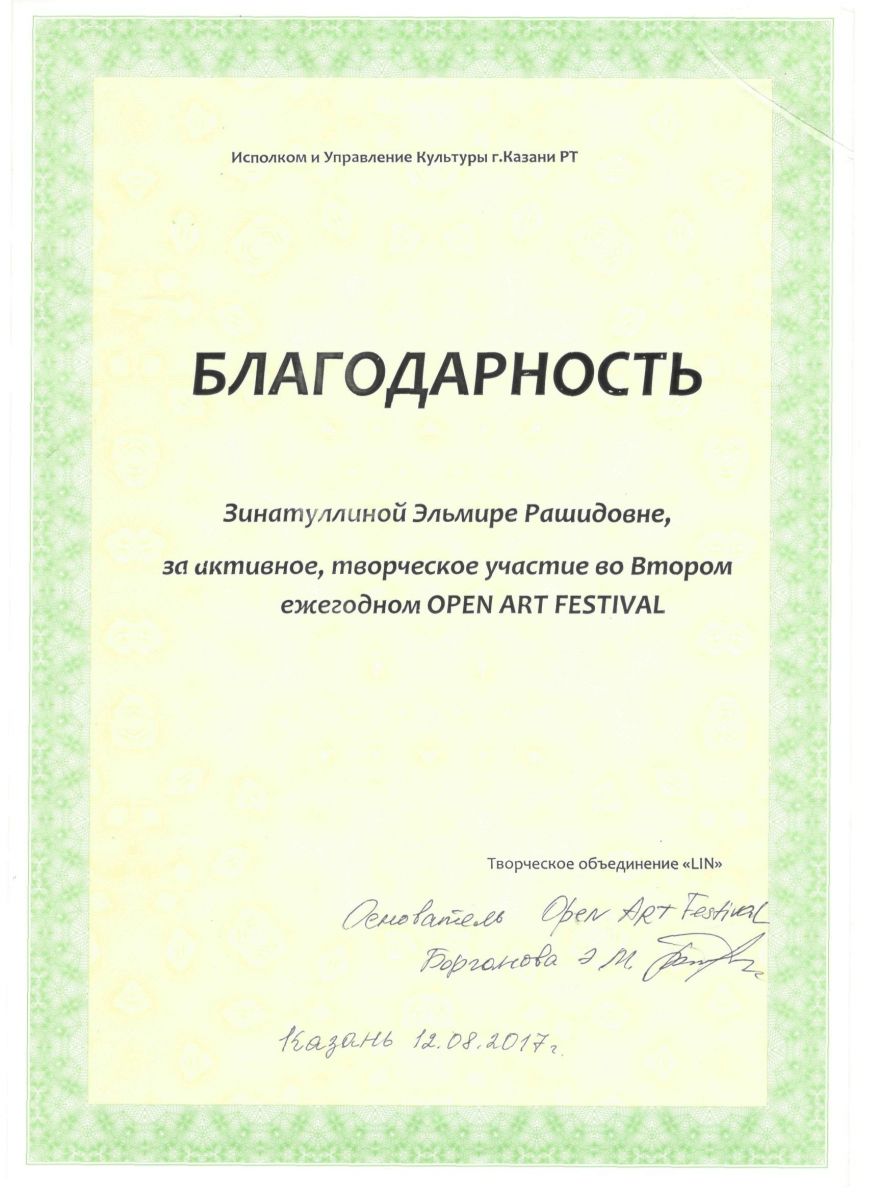 Исполком и Управление Культуры г.Казани РТ
БЛАГОДАРНОСТЬ
Зинатуллиной Эльмире Рашидовне,
за активное, творческое участие во Втором
ежегодном OPEN ART FESTIVAL
Творческое объединение «LIN»
Основатель Open ART Festival
Борганова Э М.
Казань 12.08.2017г.